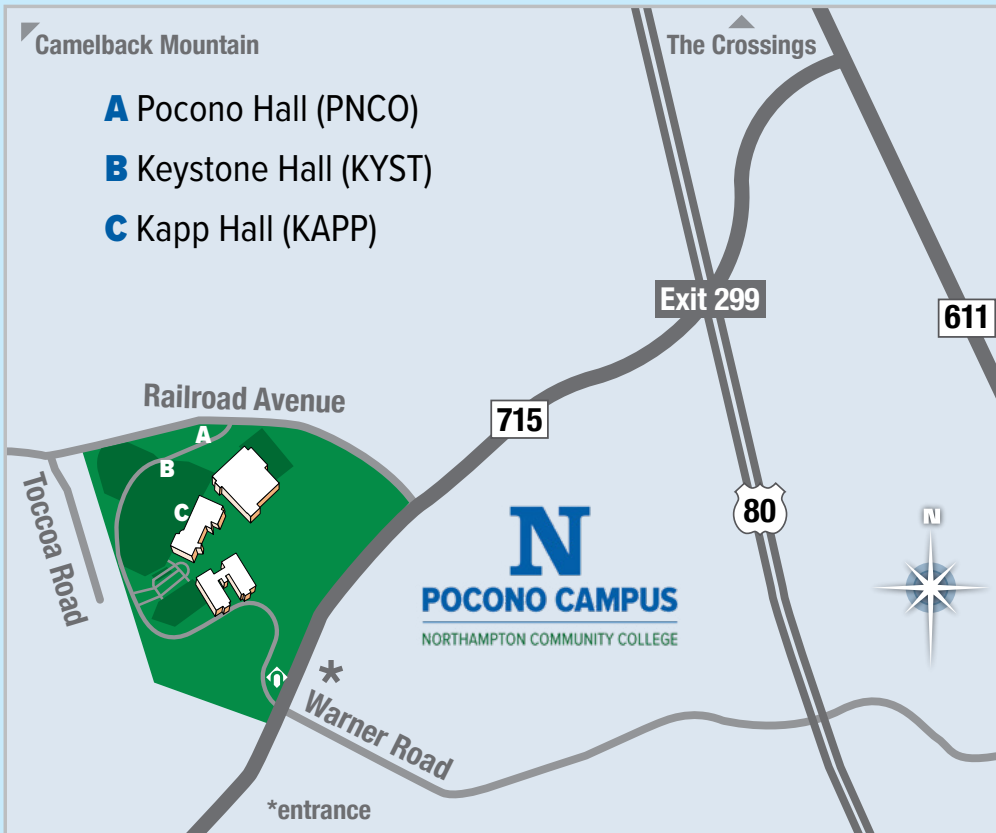 Camelback Mountain
The Crossings
A Pocono Hall (PNCO)
B Keystone Hall (KYST)
C Kapp Hall (KAPP)
Exit 299
611
Railroad Avenue
715
A
B
C
Toccoa Road
80
N
N
POCONO CAMPUS
NORTHAMPTON COMMUNITY COLLEGE
*
Warner Road
*entrance